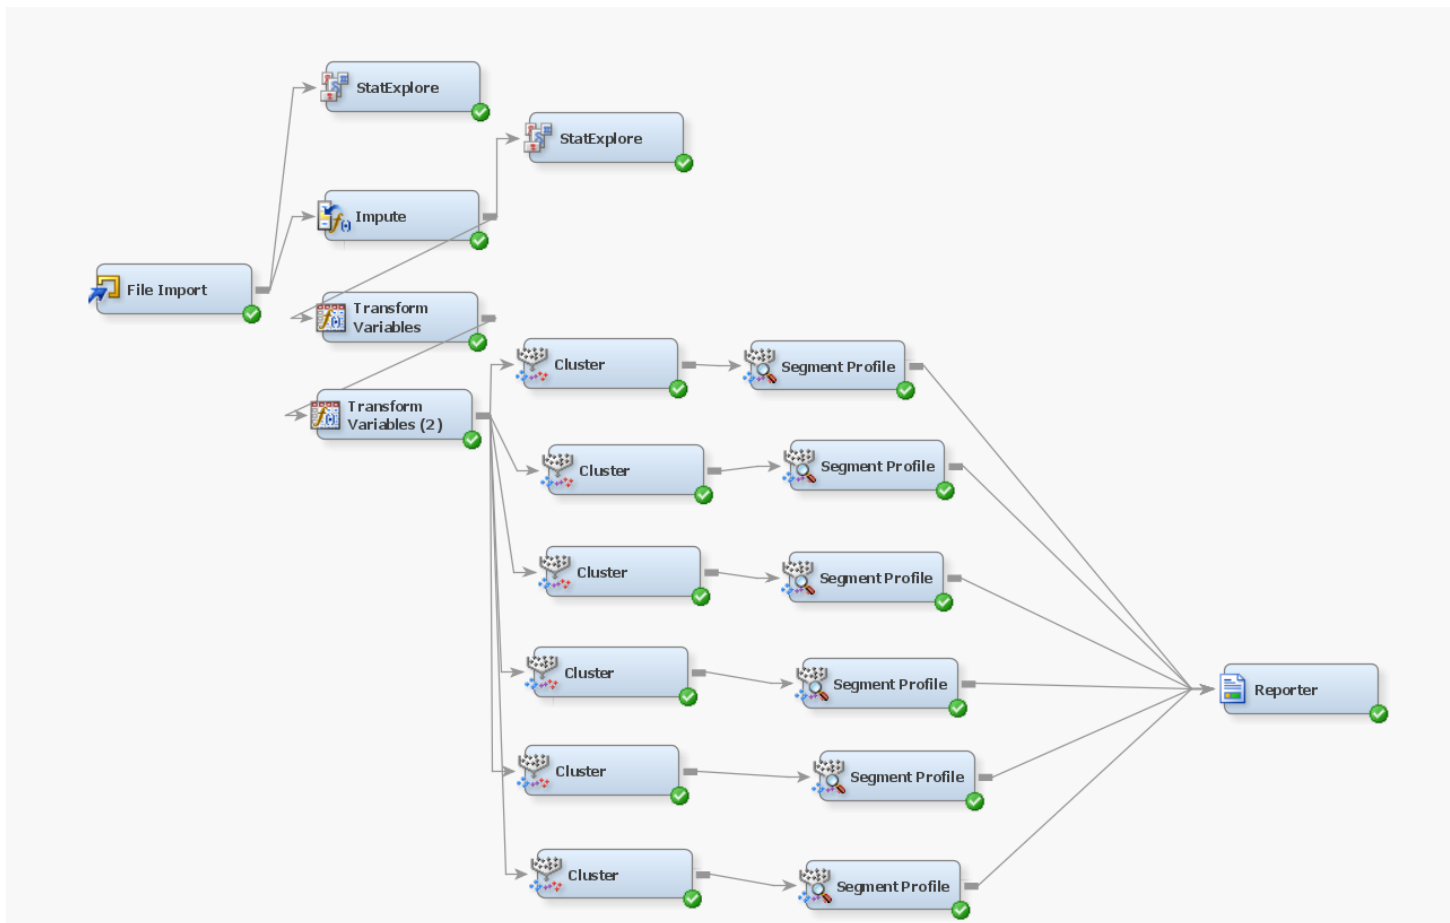 StatExplore
StatExplore
Impute
File Import
Transform
Variables
Cluster
Segment Profile
Transform
Variables (2)
Cluster
Segment Profile
Cluster
Segment Profile
Cluster
Segment Profile
Reporter
Cluster
Segment Profile
Cluster
Segment Profile